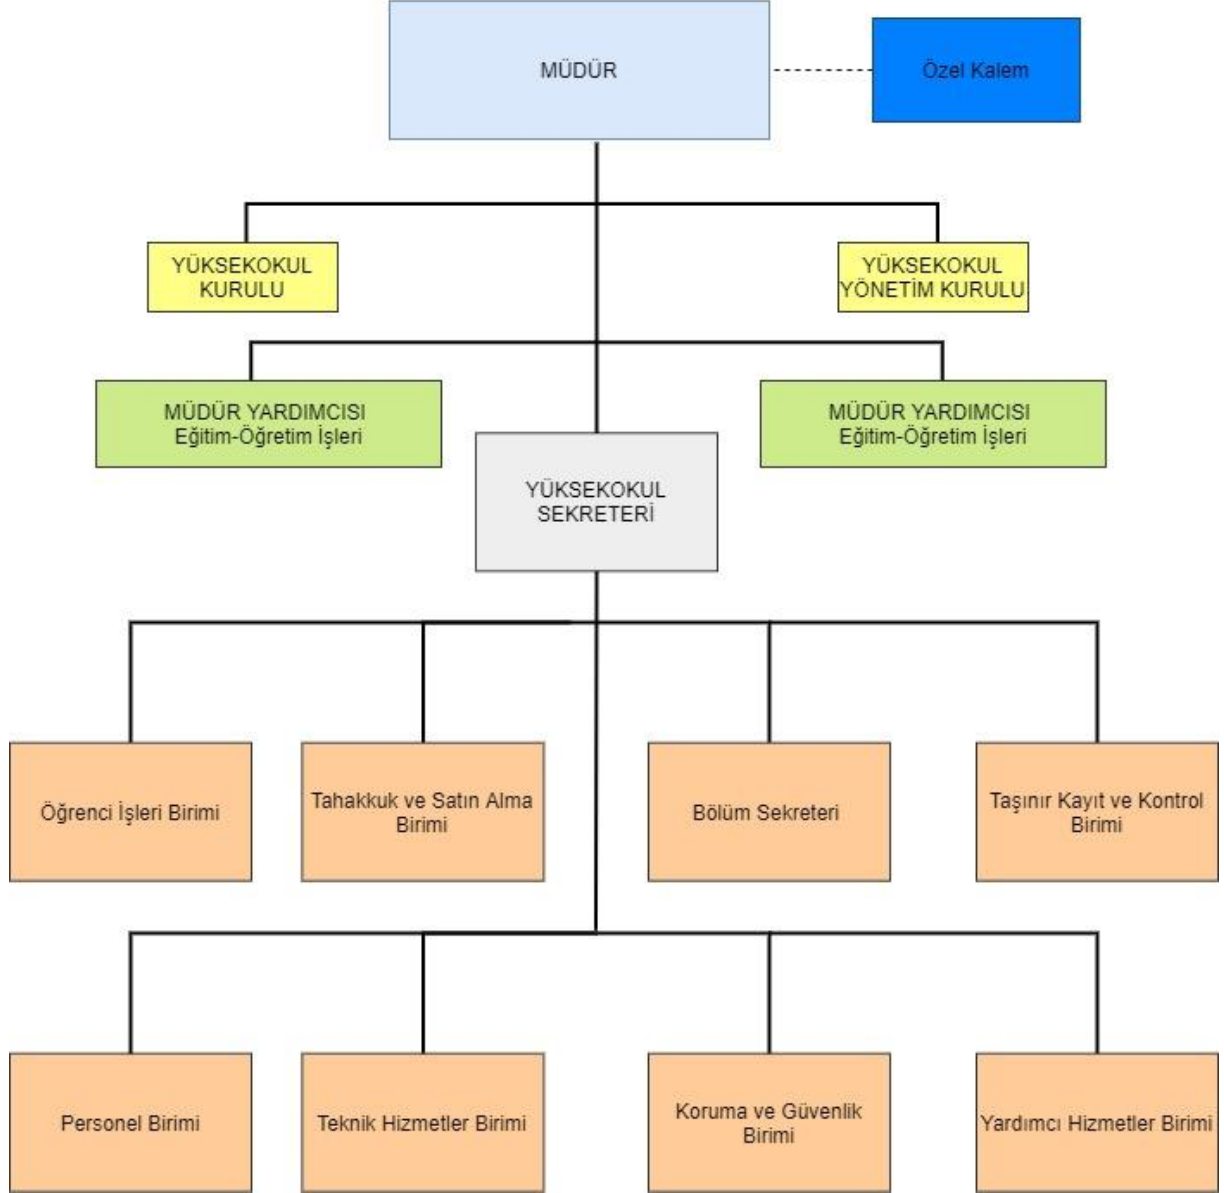 MÜDÜR
Özel Kalem
YÜKSEKOKUL
KURULU
YÜKSEKOKUL
YÖNETİM KURULU
MÜDÜR YARDIMCISI
Eğitim-Öğretim İşleri
MÜDÜR YARDIMCISI
Eğitim-Öğretim İşleri
YÜKSEKOKUL
SEKRETERİ
Öğrenci İşleri Birimi
Tahakkuk ve Satın Alma
Birimi
Bölüm Sekreteri
Taşınır Kayıt ve Kontrol
Birimi
Personel Birimi
Teknik Hizmetler Birimi
Koruma ve Güvenlik
Birimi
Yardımcı Hizmetler Birimi